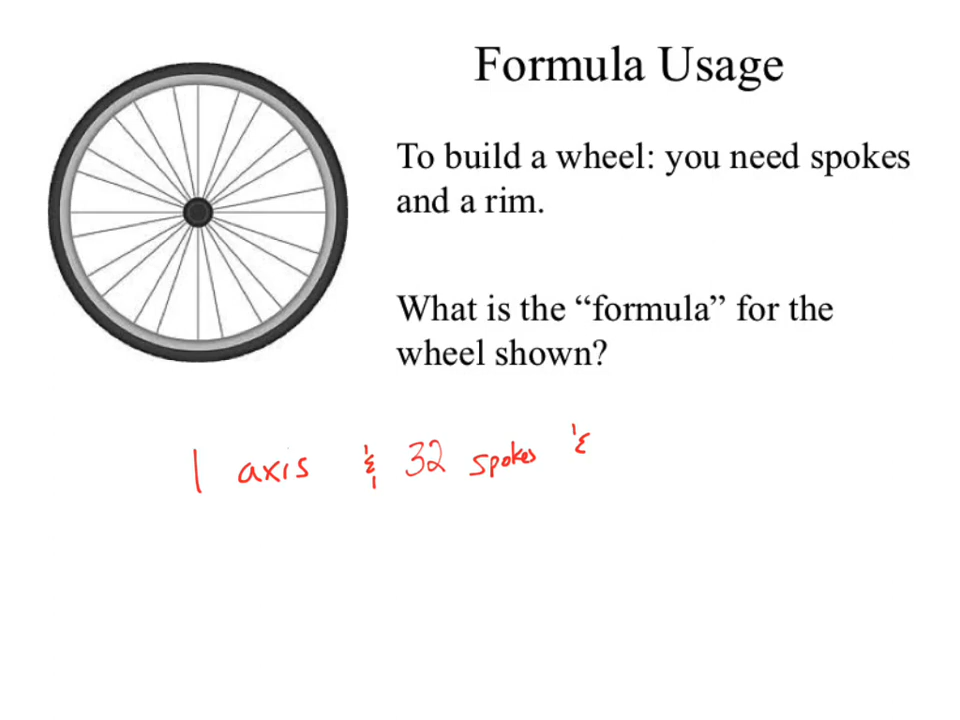 Formula Usage
To build a wheel: you need spokes
and a rim.
What is the “formula” for the
wheel shown?
1 axis & 32 spokes &